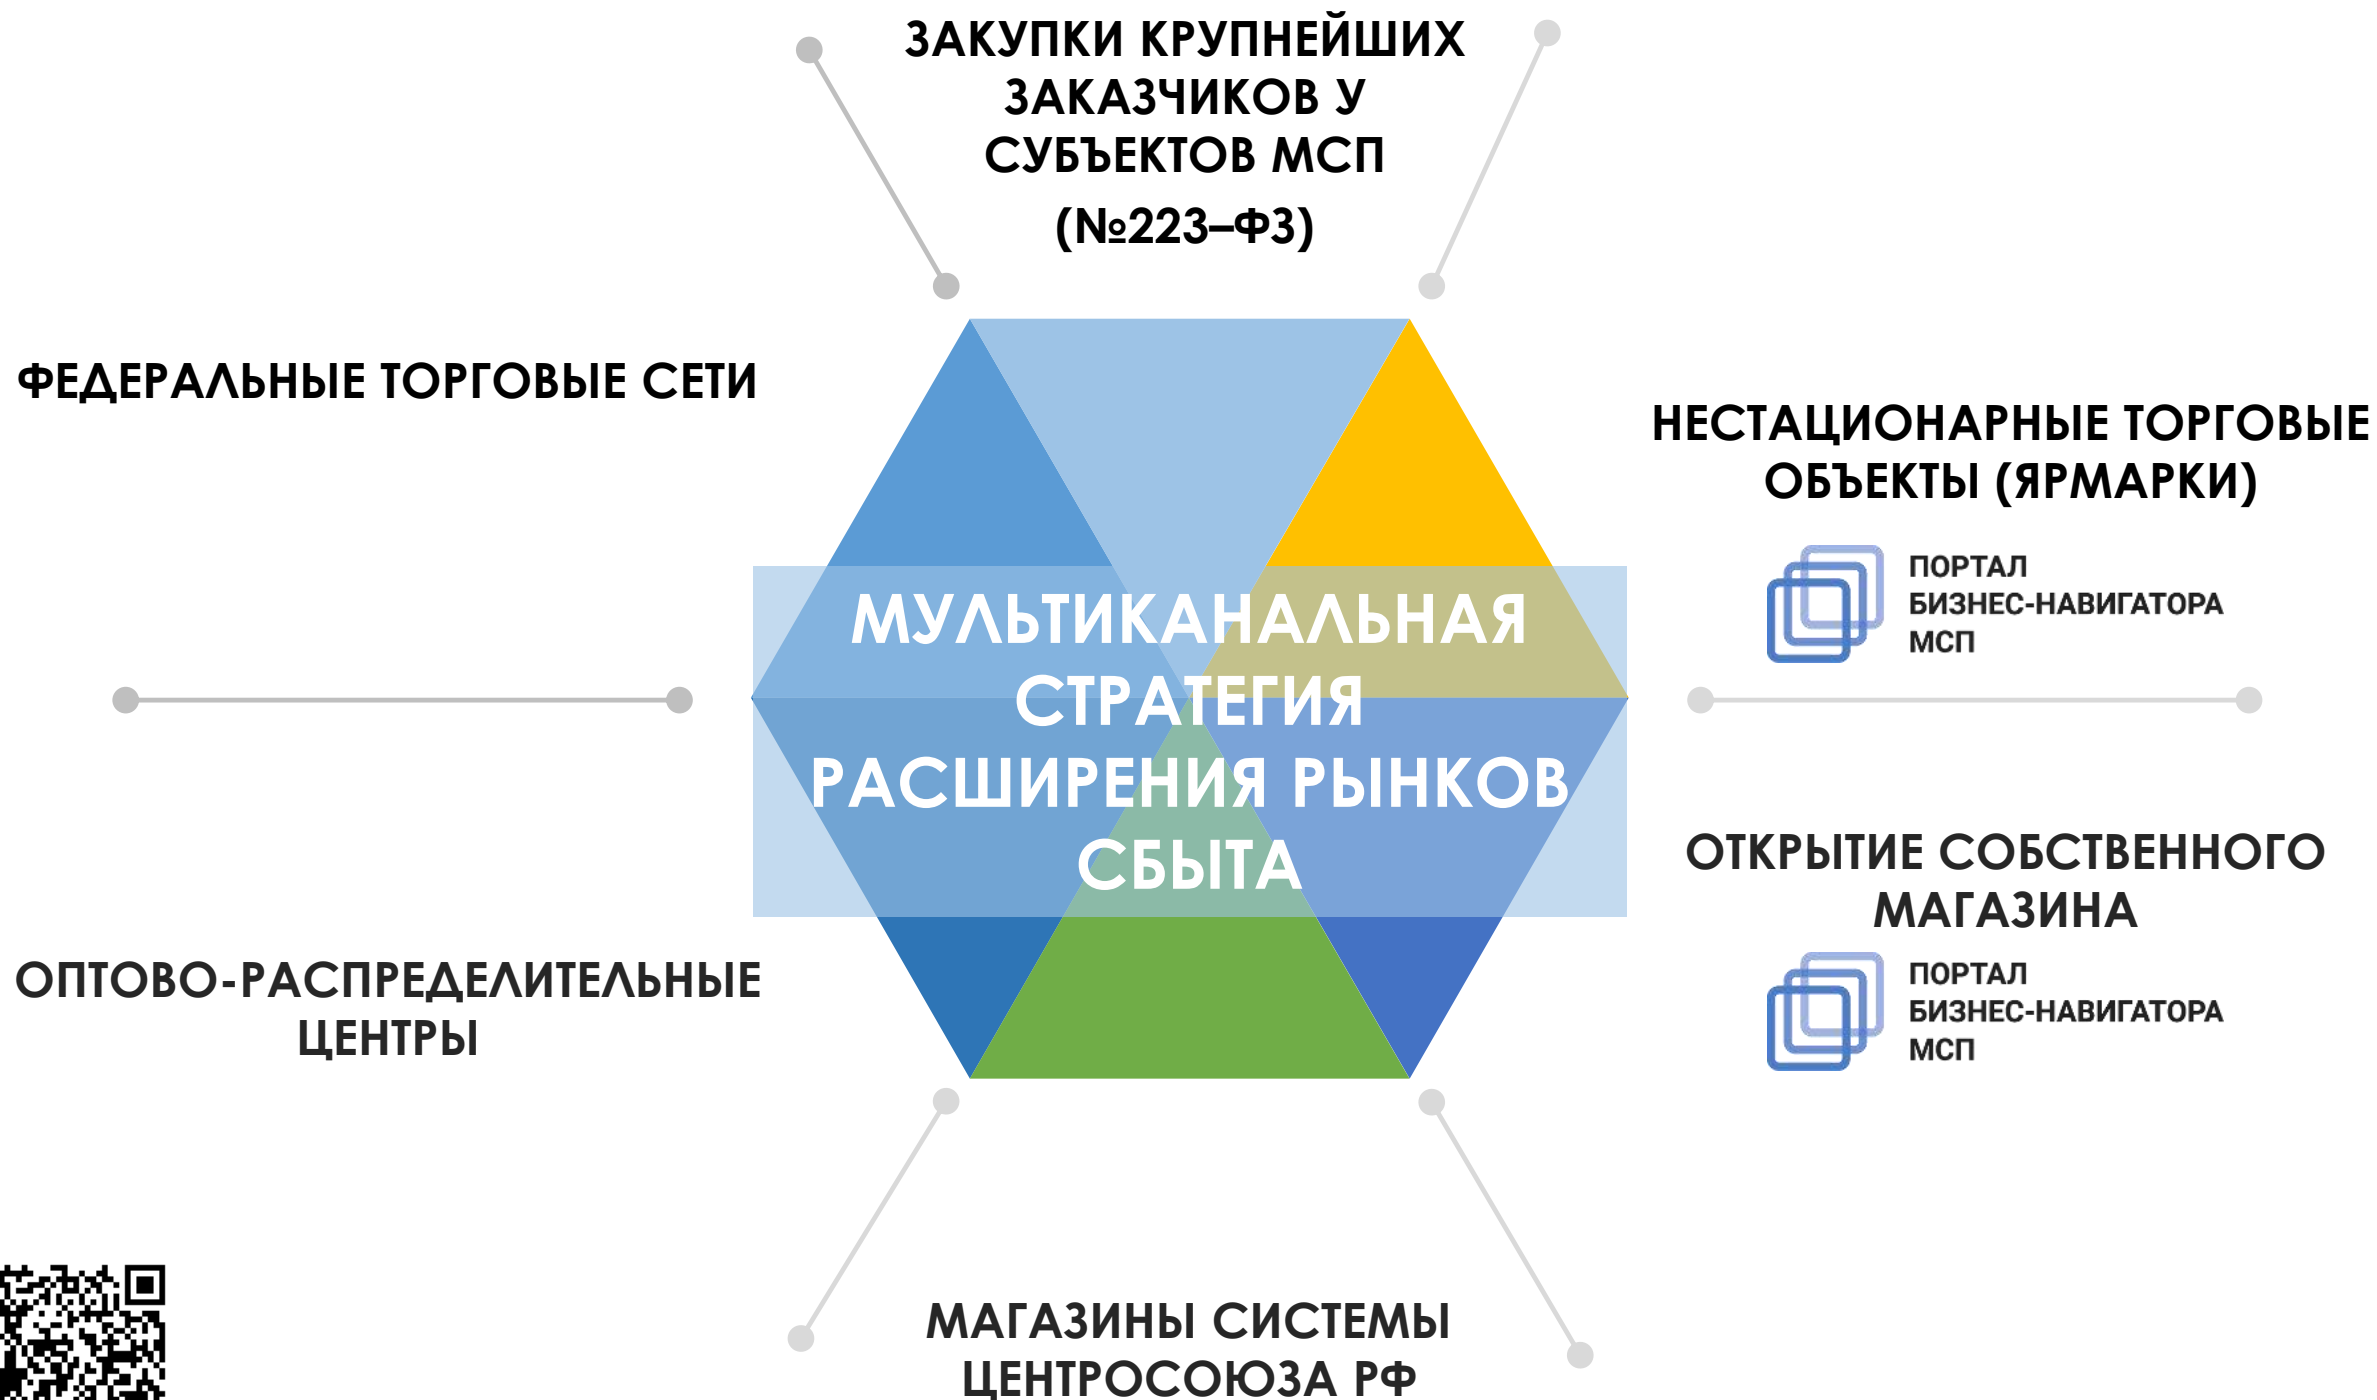 ЗАКУПКИ КРУПНЕЙШИХ
ЗАКАЗЧИКОВ У
СУБЪЕКТОВ МСП
(№223–ФЗ)
ФЕДЕРАЛЬНЫЕ ТОРГОВЫЕ СЕТИ
НЕСТАЦИОНАРНЫЕ ТОРГОВЫЕ
ОБЪЕКТЫ (ЯРМАРКИ)
ПОРТАЛ
БИЗНЕС-НАВИГАТОРА
МСП
МУЛЬТИКАНАЛЬНАЯ
СТРАТЕГИЯ
РАСШИРЕНИЯ РЫНКОВ
СБЫТА
ОТКРЫТИЕ СОБСТВЕННОГО
МАГАЗИНА
ПОРТАЛ
БИЗНЕС-НАВИГАТОРА
МСП
ОПТОВО-РАСПРЕДЕЛИТЕЛЬНЫЕ
ЦЕНТРЫ
МАГАЗИНЫ СИСТЕМЫ
ЦЕНТРОСОЮЗА РФ